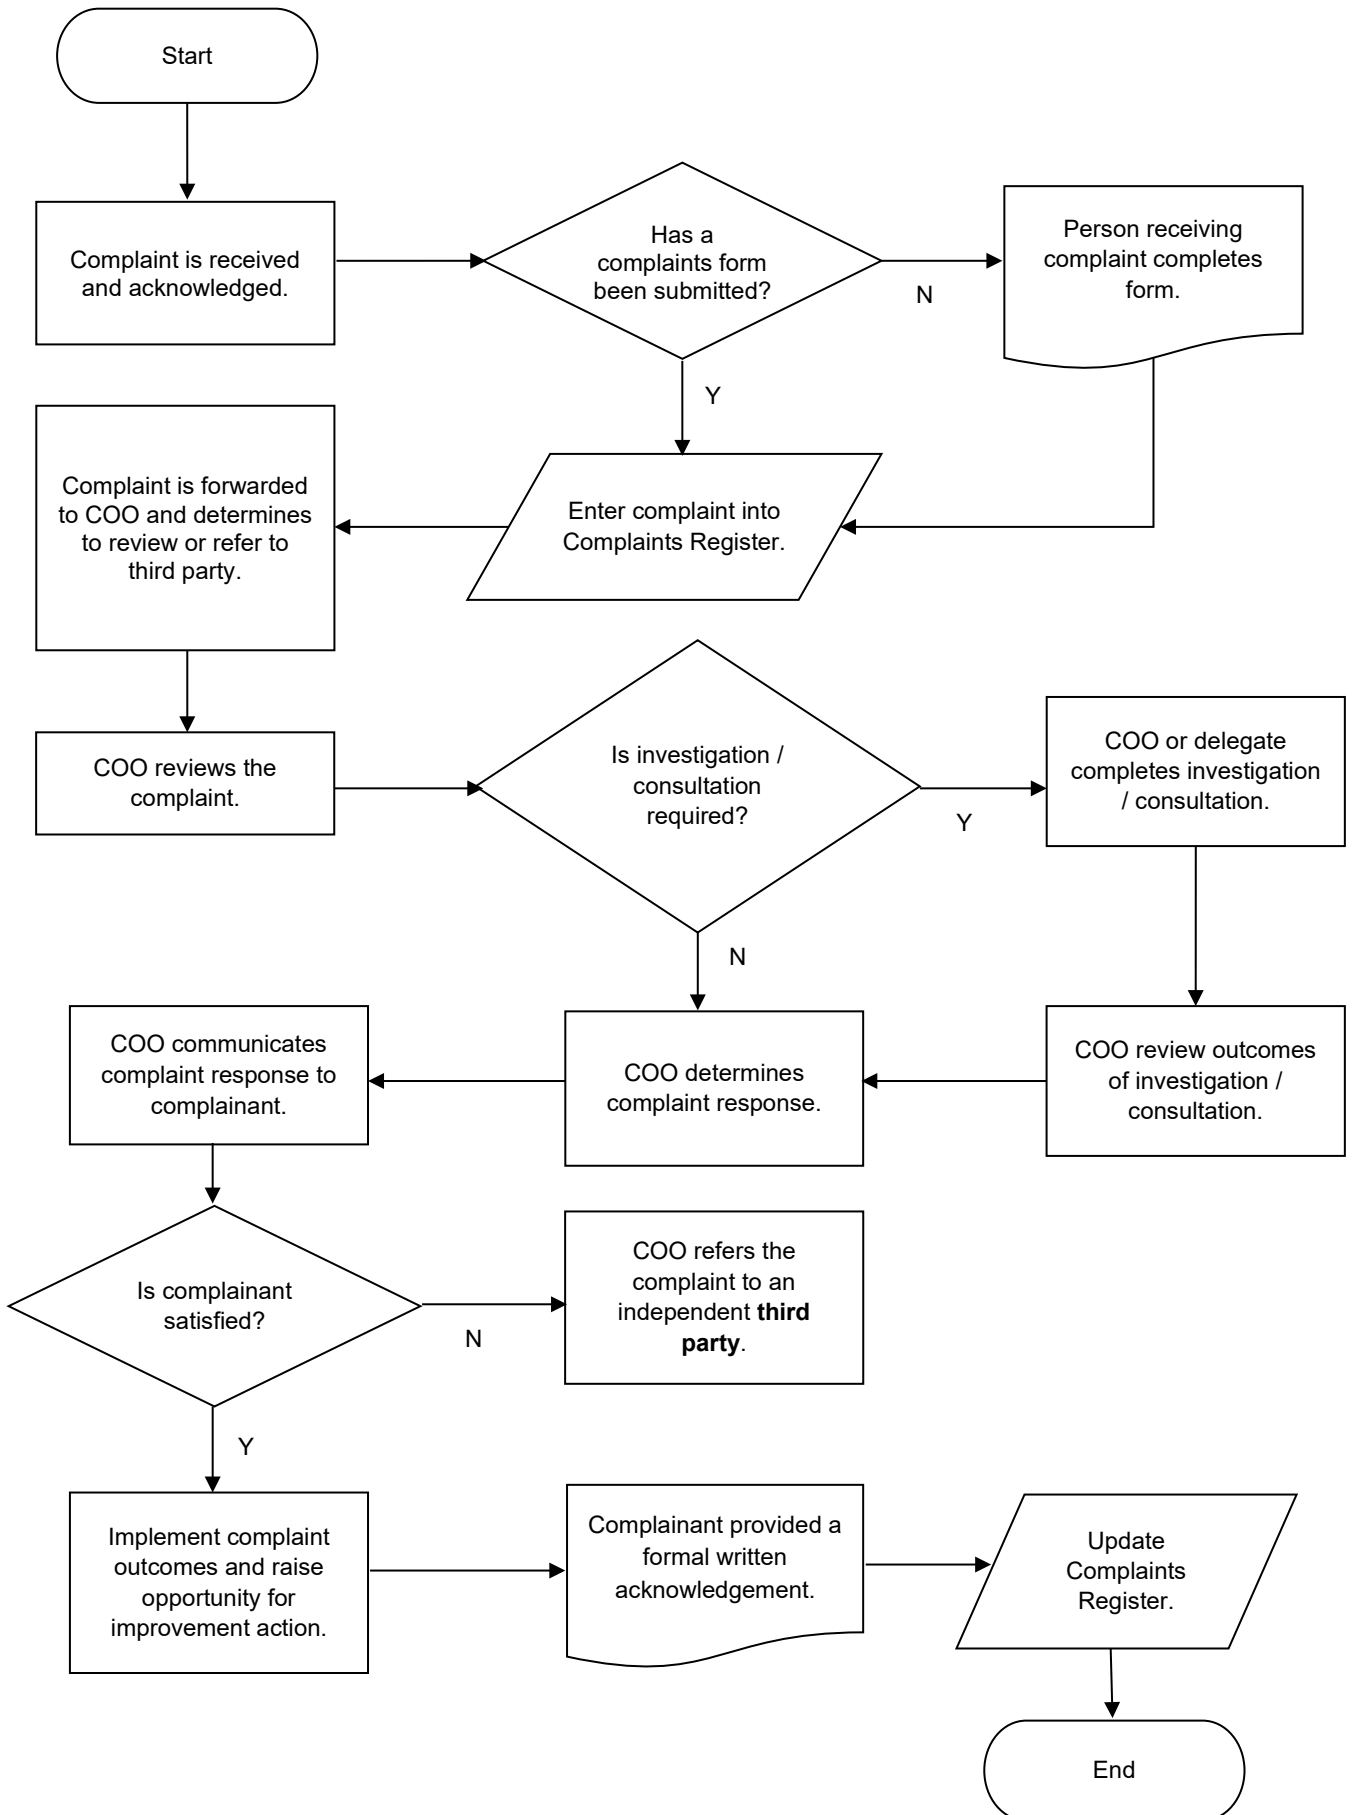 Start
Complaint is received
and acknowledged.
Has a
complaints form
been submitted?
N
Person receiving
complaint completes
form.
Y
Complaint is forwarded
to COO and determines
to review or refer to
third party.
Enter complaint into
Complaints Register.
COO reviews the
complaint.
Is investigation /
consultation
required?
Y
COO or delegate
completes investigation
/ consultation.
N
COO communicates
complaint response to
complainant.
COO determines
complaint response.
COO review outcomes
of investigation /
consultation.
Is complainant
satisfied?
N
COO refers the
complaint to an
independent third
party.
Y
Implement complaint
outcomes and raise
opportunity for
improvement action.
Complainant provided a
formal written
acknowledgement.
Update
Complaints
Register.
End